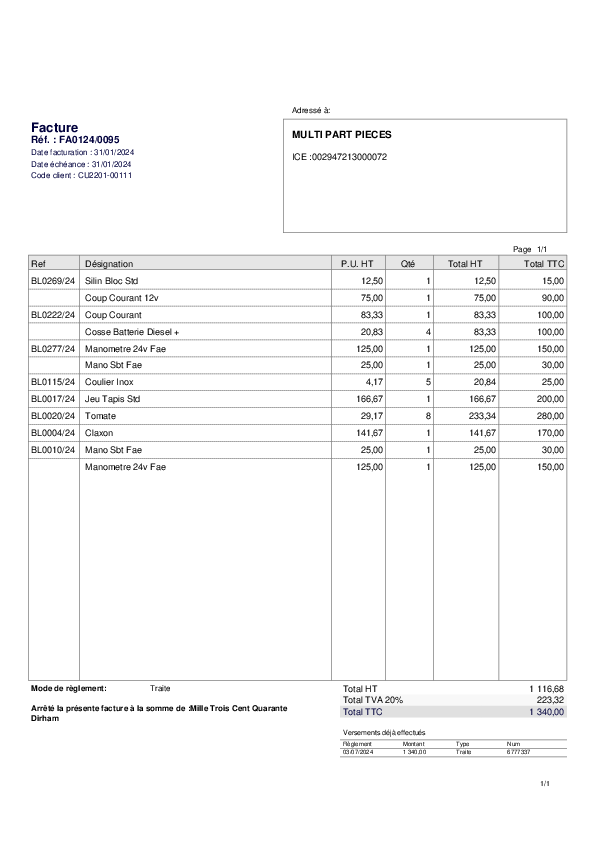 Adressé à:
Facture
Réf. : FA0124/0095
Date facturation : 31/01/2024
Date échéance : 31/01/2024
Code client : CU2201-00111
MULTI PART PIECES
ICE :002947213000072
Page 1/1
Ref Désignation P.U. HT Qté Total HT Total TTC
BL0269/24 Silin Bloc Std 12,50 1 12,50 15,00
Coup Courant 12v 75,00 1 75,00 90,00
BL0222/24 Coup Courant 83,33 1 83,33 100,00
Cosse Batterie Diesel + 20,83 4 83,33 100,00
BL0277/24 Manometre 24v Fae 125,00 1 125,00 150,00
Mano Sbt Fae 25,00 1 25,00 30,00
BL0115/24 Coulier Inox 4,17 5 20,84 25,00
BL0017/24 Jeu Tapis Std 166,67 1 166,67 200,00
BL0020/24 Tomate 29,17 8 233,34 280,00
BL0004/24 Claxon 141,67 1 141,67 170,00
BL0010/24 Mano Sbt Fae 25,00 1 25,00 30,00
Manometre 24v Fae 125,00 1 125,00 150,00
Mode de règlement: Traite
Arrêté la présente facture à la somme de :Mille Trois Cent Quarante
Dirham
Total HT 1 116,68
Total TVA 20% 223,32
Total TTC 1 340,00
Versements déjà effectués
Règlement Montant Type Num
03/07/2024 1 340,00 Traite 6777337
1/1